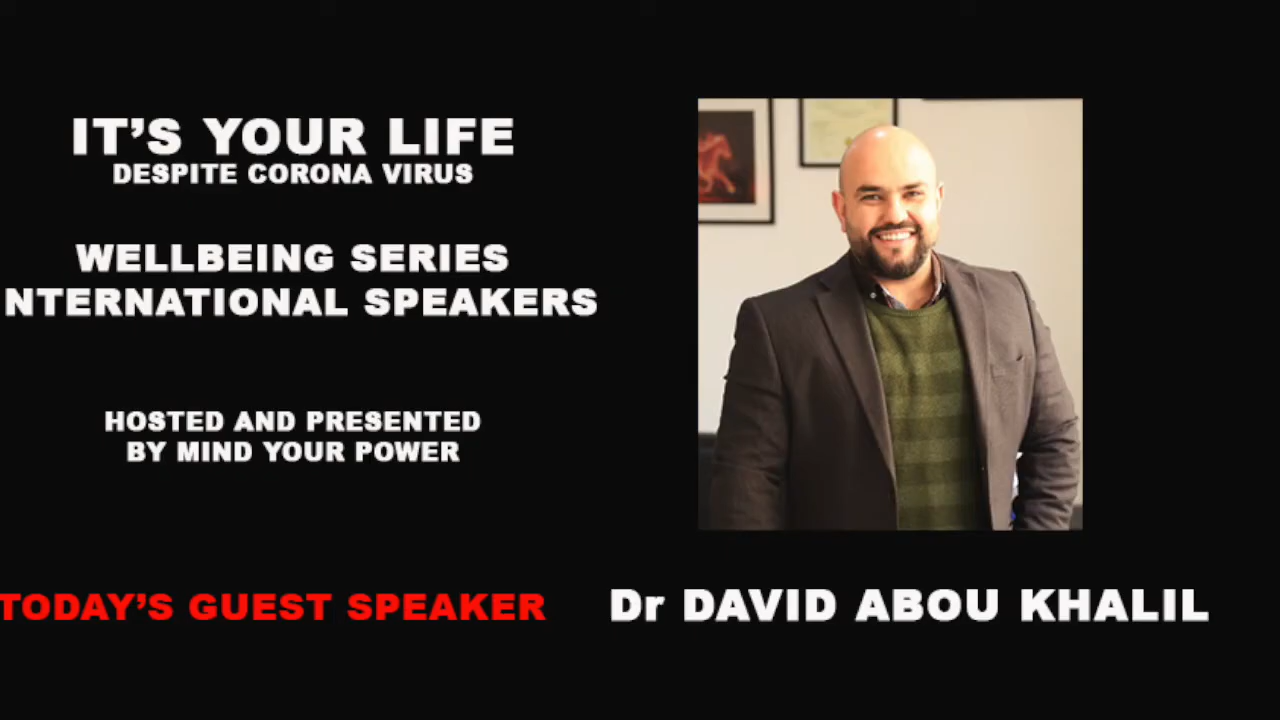 IT’S YOUR LIFE
DESPITE CORONA VIRUS
WELLBEING SERIES
NTERNATIONAL SPEAKERS
HOSTED AND PRESENTED
BY MIND YOUR POWER
TODAY’S GUEST SPEAKER
Dr DAVID ABOU KHALIL